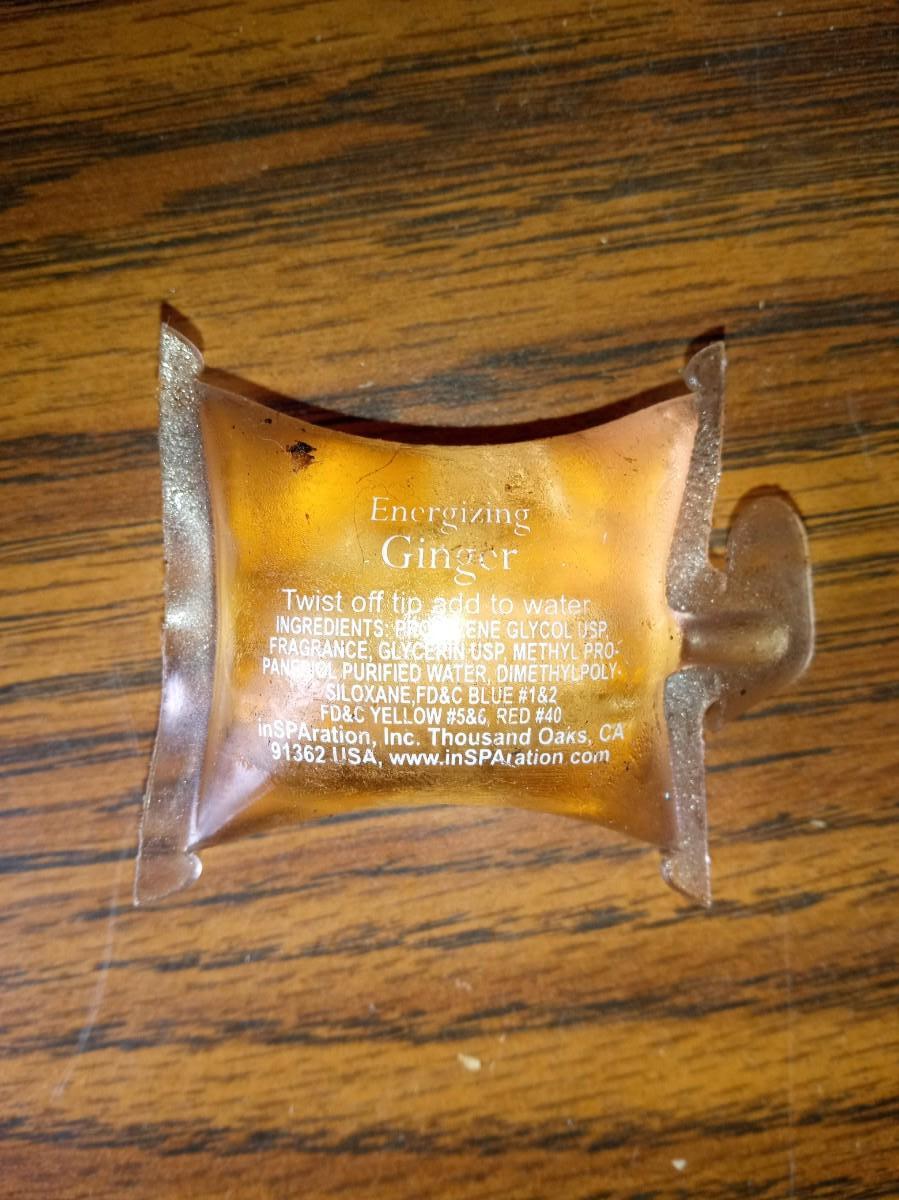 Energizing
Ginger
Twist off tip add to water
INGREDIENTS: PROPYLENE GLYCOL USP,
FRAGRANCE, GLYCERIN USP, METHYL PRO-
PANEDIOL PURIFIED WATER, DIMETHYLPOLY-
SILOXANE,FD&C BLUE #1&2
FD&C YELLOW #5&6, RED #40
inSPAration, Inc. Thousand Oaks, CA
91362 USA, www.inSPAration.com